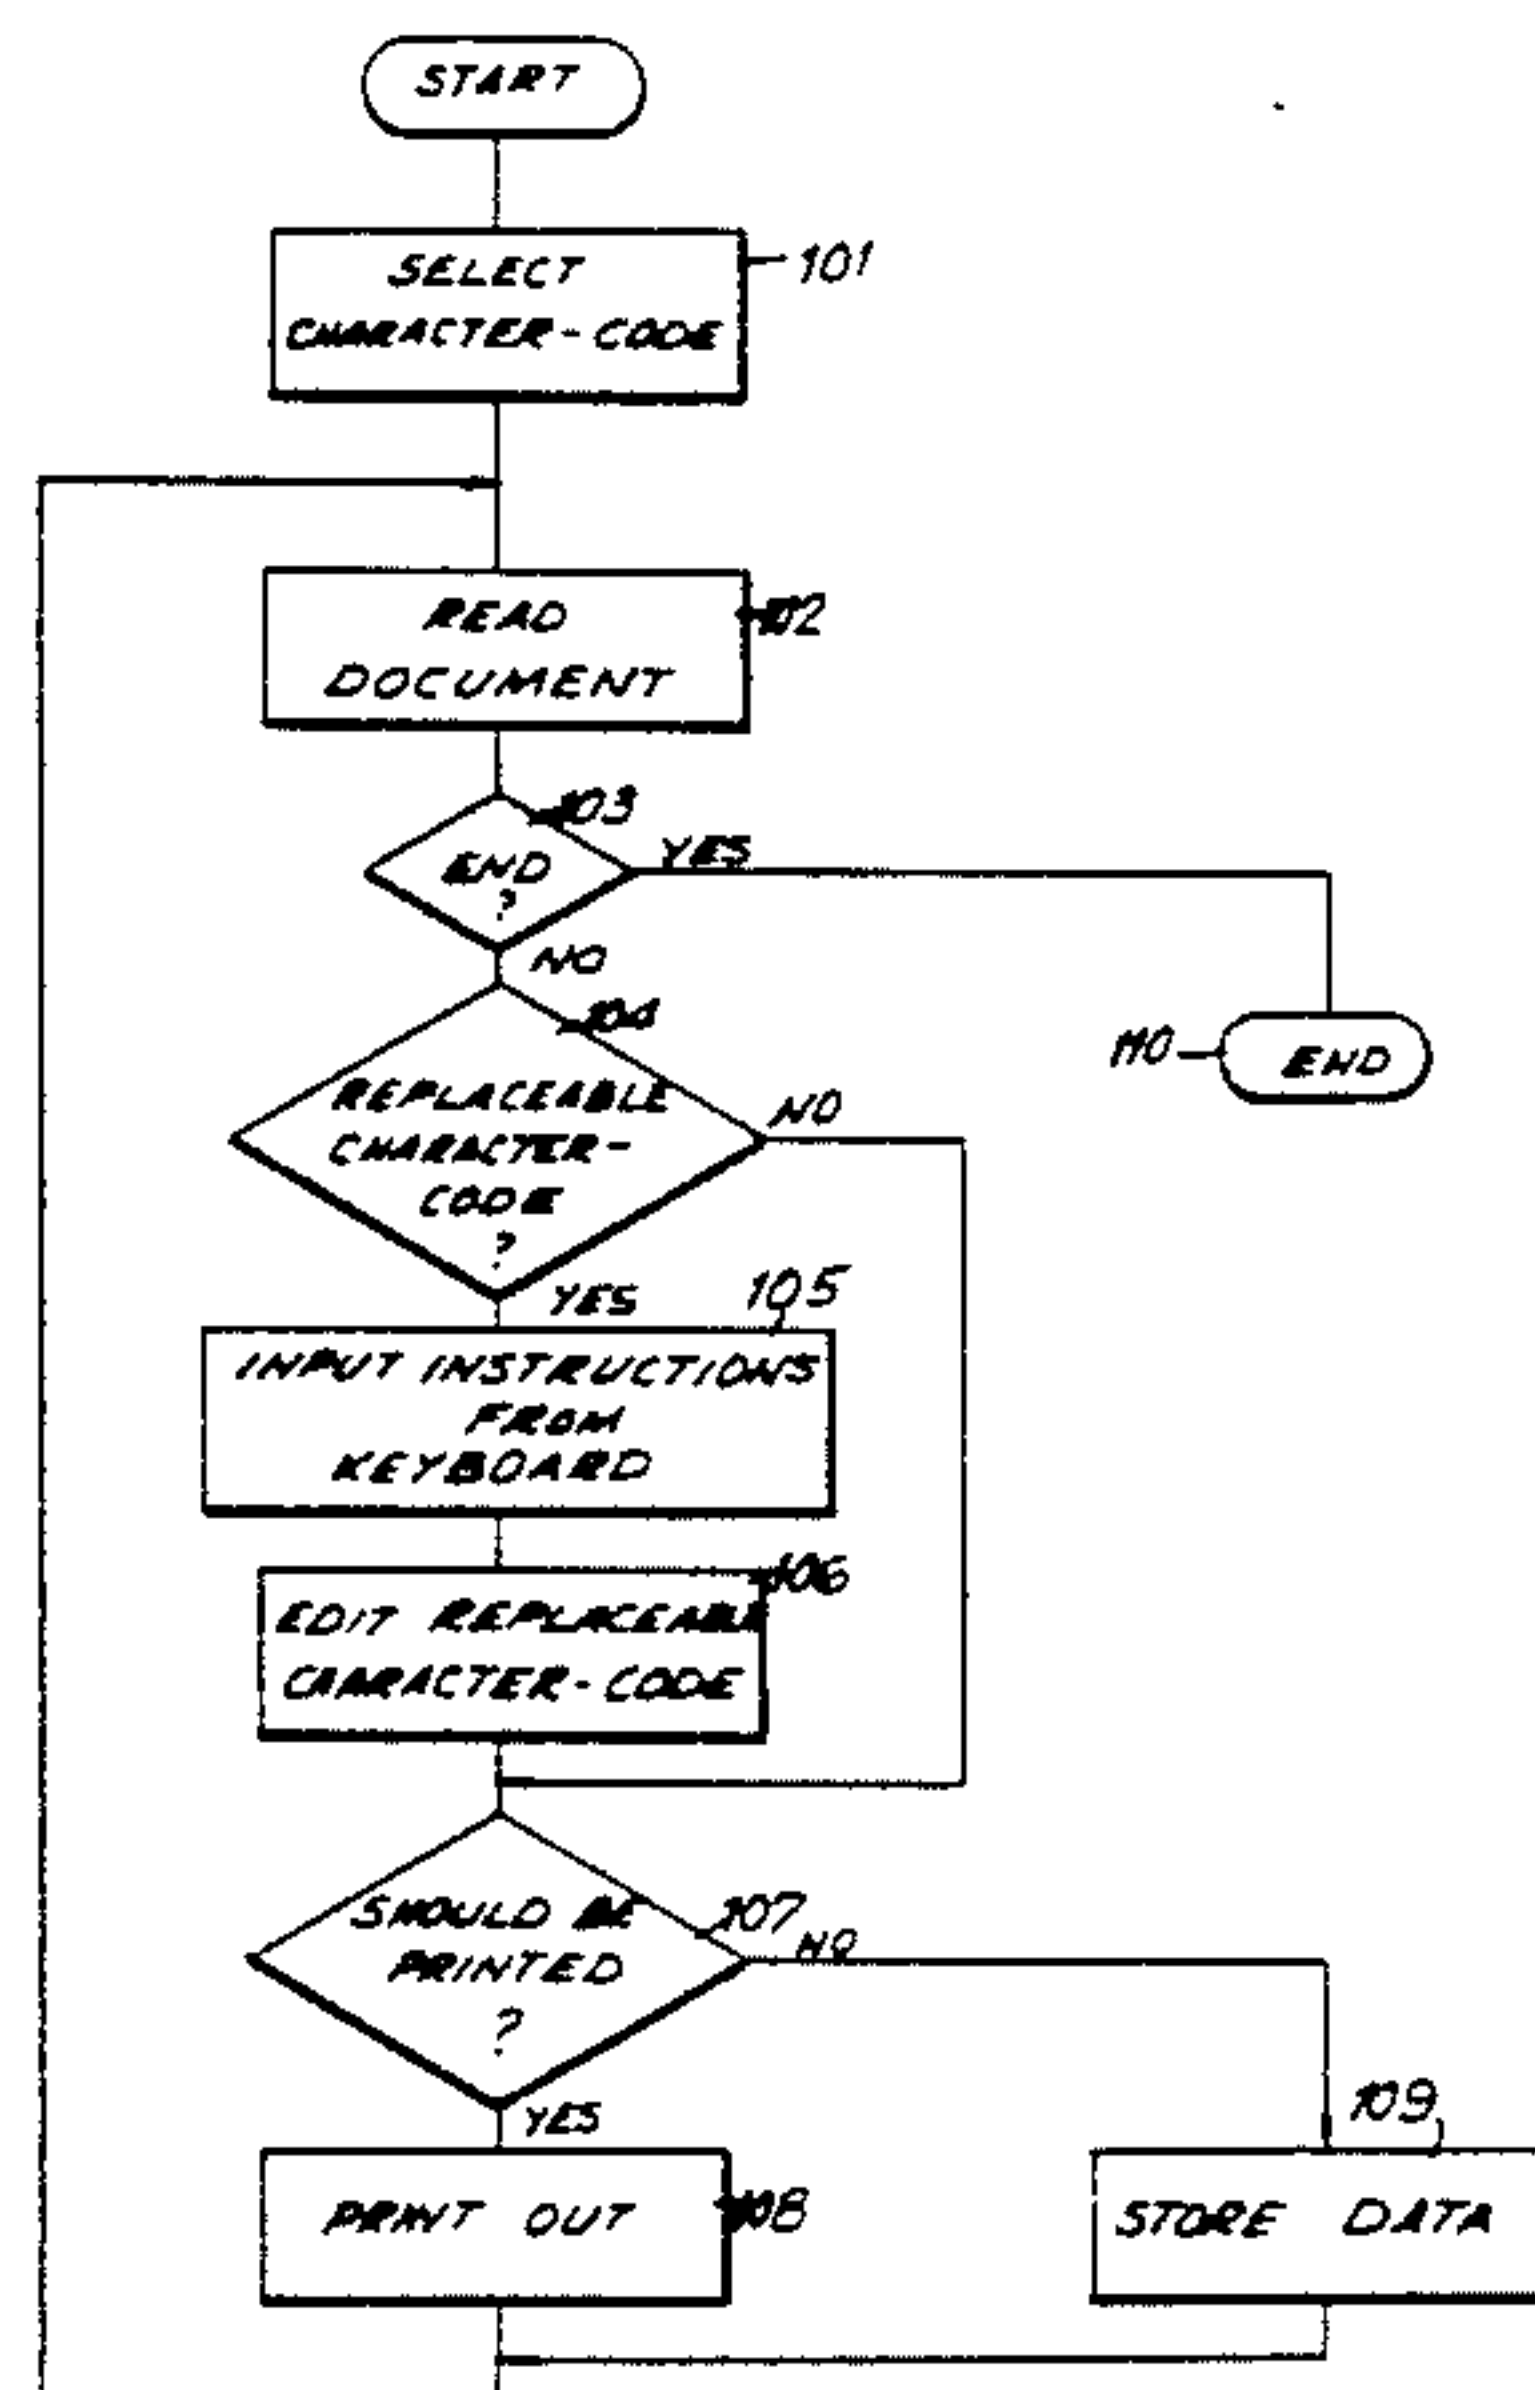 START
SELECT
CHARACTER-CODE
101
READ
DOCUMENT
102
103
END
?
YES
NO
104
REPLACEABLE
CHARACTER-
CODE
?
NO
110
END
YES
105
INPUT INSTRUCTIONS
FROM
KEYBOARD
106
EDIT REPLACEABLE
CHARACTER-CODE
SHOULD BE
PRINTED
?
107
NO
YES
109
PRINT OUT
108
STORE DATA